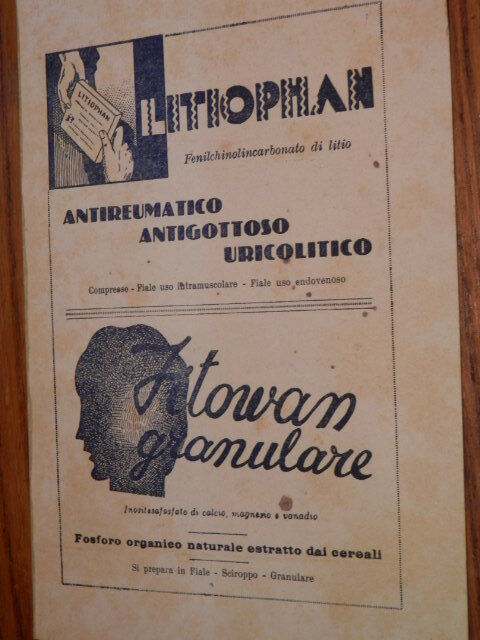 LITIOPHAN
LITIOPHAN
Fenilchinolincarbonato di litio
ANTIREUMATICO
ANTIGOTTOSO
URICOLITICO
Compresse - Fiale uso intramuscolare - Fiale uso endovenoso
Fitowan
granulare
Inositesafosfato di calcio, magnesio e vanadio
Fosforo organico naturale estratto dai cereali
Si prepara in Fiale - Sciroppo - Granulare